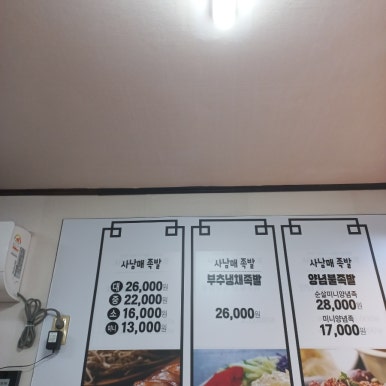 사남매 족발
대 26,000원
중 22,000원
소 16,000원
미니 13,000원
사남매 족발
부추냉채족발
26,000원
사남매 족발
양념불족발
순살미니양념족
28,000원
미니양념족
17,000원